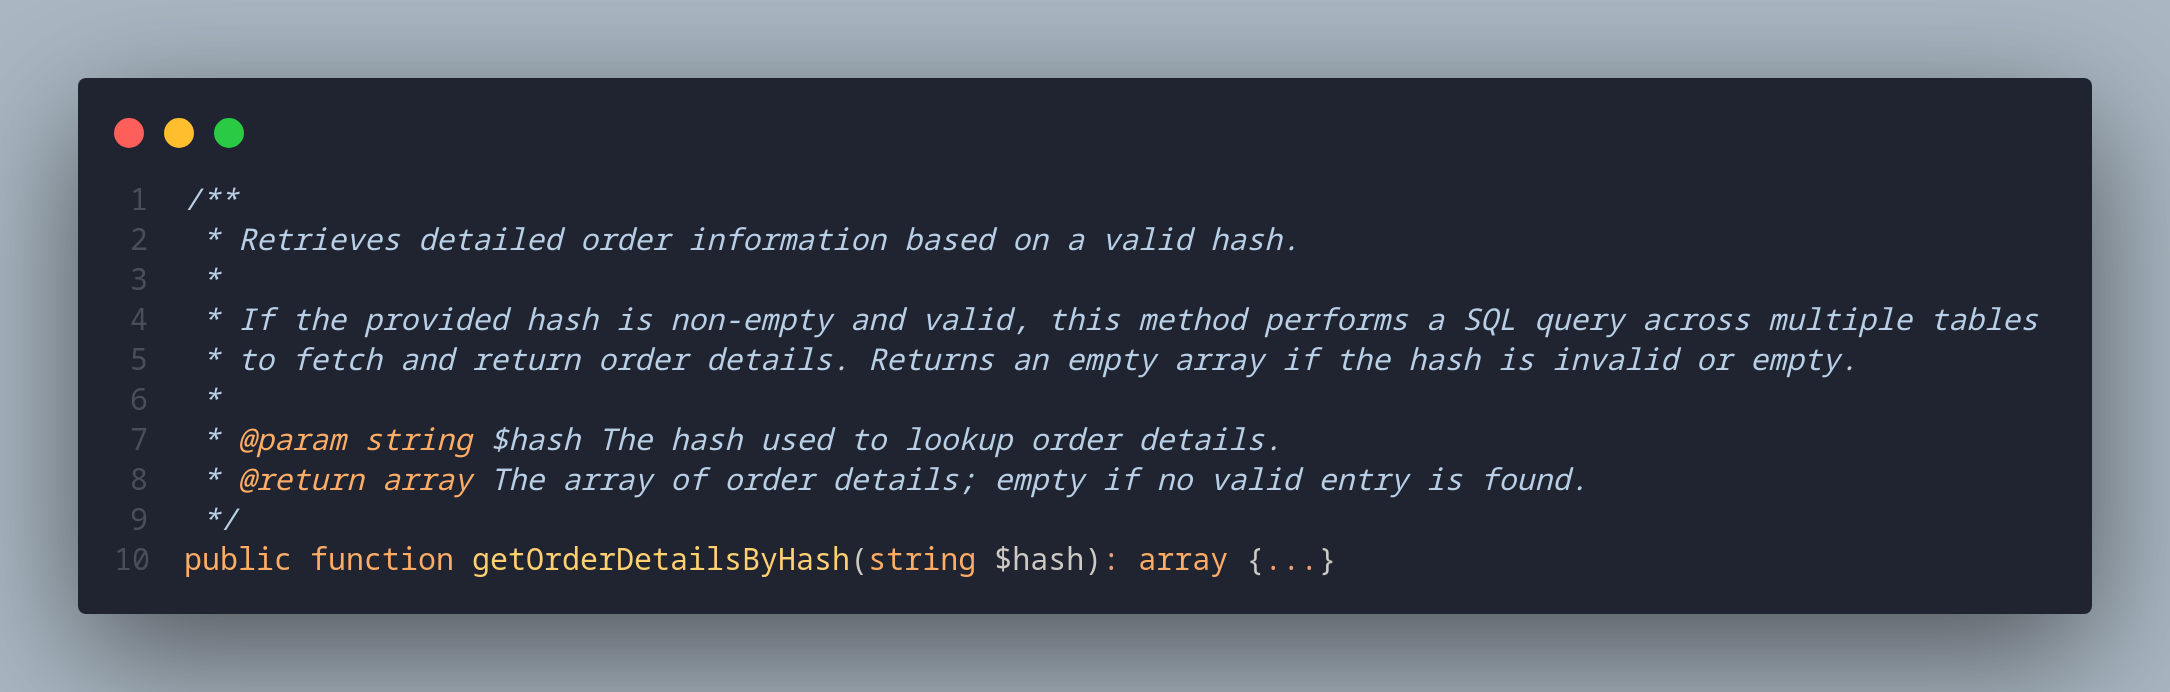 1 /**
2  * Retrieves detailed order information based on a valid hash.
3  *
4  * If the provided hash is non-empty and valid, this method performs a SQL query across multiple tables
5  * to fetch and return order details. Returns an empty array if the hash is invalid or empty.
6  *
7  * @param string $hash The hash used to lookup order details.
8  * @return array The array of order details; empty if no valid entry is found.
9  */
10 public function getOrderDetailsByHash(string $hash): array {...}